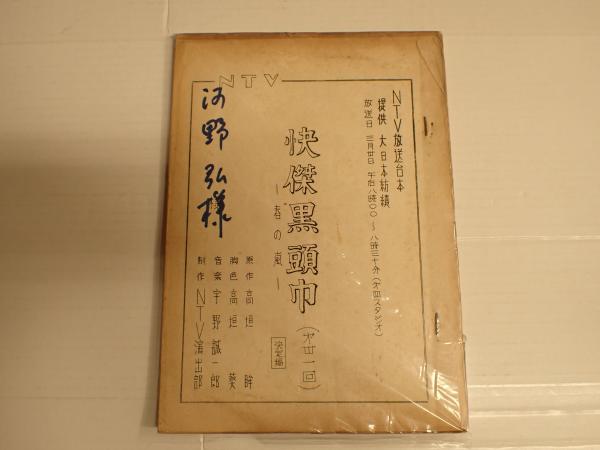 NTV
NTV放送台本
提供 大日本紡績
放送日 三月廿日 午后八時〇〇〜八時三十分(第四スタジオ)
快傑黒頭巾(第廿一回)
決定稿
―春の嵐―
原作 高垣 眸
脚色 高垣 葵
音楽 宇野誠一郎
制作 NTV演出部
河野弘様